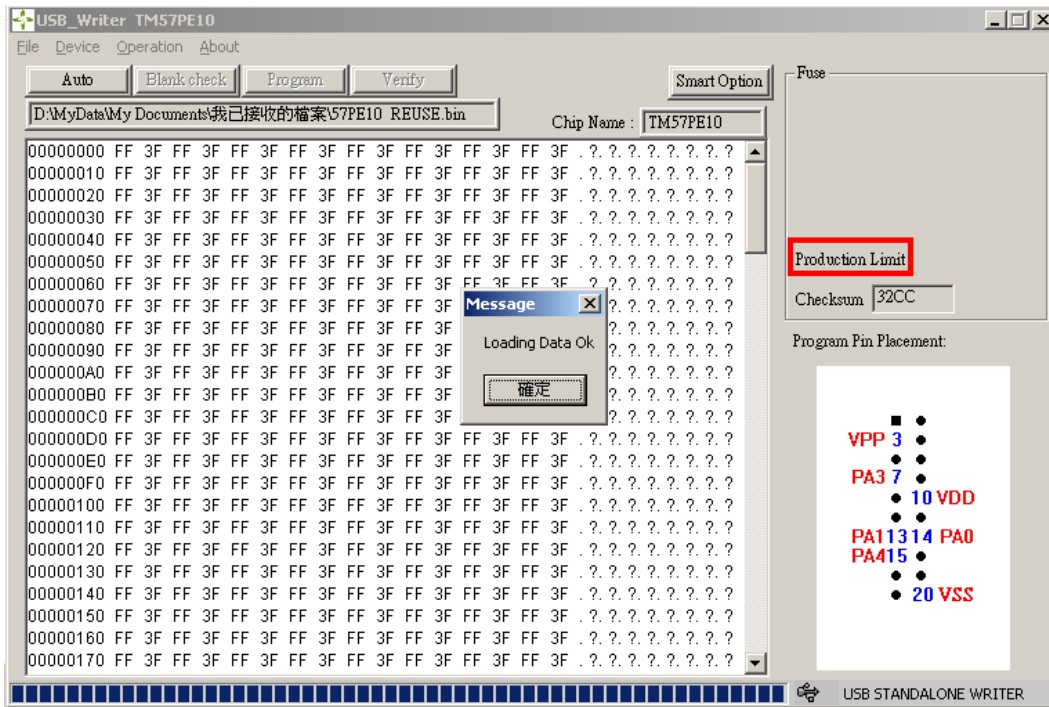 USB_Writer TM57PE10
File Device Operation About
Auto Blank check Program Verify Smart Option
D:\MyData\My Documents\我已接收的檔案\57PE10 REUSE.bin
Chip Name : TM57PE10
00000000 FF 3F FF 3F FF 3F FF 3F FF 3F FF 3F FF 3F FF 3F . ?. ?. ?. ?. ?. ?. ?. ?
00000010 FF 3F FF 3F FF 3F FF 3F FF 3F FF 3F FF 3F FF 3F . ?. ?. ?. ?. ?. ?. ?. ?
00000020 FF 3F FF 3F FF 3F FF 3F FF 3F FF 3F FF 3F FF 3F . ?. ?. ?. ?. ?. ?. ?. ?
00000030 FF 3F FF 3F FF 3F FF 3F FF 3F FF 3F FF 3F FF 3F . ?. ?. ?. ?. ?. ?. ?. ?
00000040 FF 3F FF 3F FF 3F FF 3F FF 3F FF 3F FF 3F FF 3F . ?. ?. ?. ?. ?. ?. ?. ?
00000050 FF 3F FF 3F FF 3F FF 3F FF 3F FF 3F FF 3F FF 3F . ?. ?. ?. ?. ?. ?. ?. ?
00000060 FF 3F FF 3F FF 3F FF 3F FF 3F FF 3F FF 3F FF 3F . ?. ?. ?. ?. ?. ?. ?. ?
00000070 FF 3F FF 3F FF 3F FF 3F FF 3F FF 3F ?. ?. ?. ?. ?. ?. ?
00000080 FF 3F FF 3F FF 3F FF 3F FF 3F FF 3F ?. ?. ?. ?. ?. ?. ?
00000090 FF 3F FF 3F FF 3F FF 3F FF 3F FF 3F ?. ?. ?. ?. ?. ?. ?
000000A0 FF 3F FF 3F FF 3F FF 3F FF 3F FF 3F ?. ?. ?. ?. ?. ?. ?
000000B0 FF 3F FF 3F FF 3F FF 3F FF 3F FF 3F ?. ?. ?. ?. ?. ?. ?
000000C0 FF 3F FF 3F FF 3F FF 3F FF 3F FF 3F ?. ?. ?. ?. ?. ?. ?
000000D0 FF 3F FF 3F FF 3F FF 3F FF 3F FF 3F FF 3F FF 3F . ?. ?. ?. ?. ?. ?. ?. ?
000000E0 FF 3F FF 3F FF 3F FF 3F FF 3F FF 3F FF 3F FF 3F . ?. ?. ?. ?. ?. ?. ?. ?
000000F0 FF 3F FF 3F FF 3F FF 3F FF 3F FF 3F FF 3F FF 3F . ?. ?. ?. ?. ?. ?. ?. ?
00000100 FF 3F FF 3F FF 3F FF 3F FF 3F FF 3F FF 3F FF 3F . ?. ?. ?. ?. ?. ?. ?. ?
00000110 FF 3F FF 3F FF 3F FF 3F FF 3F FF 3F FF 3F FF 3F . ?. ?. ?. ?. ?. ?. ?. ?
00000120 FF 3F FF 3F FF 3F FF 3F FF 3F FF 3F FF 3F FF 3F . ?. ?. ?. ?. ?. ?. ?. ?
00000130 FF 3F FF 3F FF 3F FF 3F FF 3F FF 3F FF 3F FF 3F . ?. ?. ?. ?. ?. ?. ?. ?
00000140 FF 3F FF 3F FF 3F FF 3F FF 3F FF 3F FF 3F FF 3F . ?. ?. ?. ?. ?. ?. ?. ?
00000150 FF 3F FF 3F FF 3F FF 3F FF 3F FF 3F FF 3F FF 3F . ?. ?. ?. ?. ?. ?. ?. ?
00000160 FF 3F FF 3F FF 3F FF 3F FF 3F FF 3F FF 3F FF 3F . ?. ?. ?. ?. ?. ?. ?. ?
00000170 FF 3F FF 3F FF 3F FF 3F FF 3F FF 3F FF 3F FF 3F . ?. ?. ?. ?. ?. ?. ?. ?
Message
Loading Data Ok
確定
Fuse
Production Limit
Checksum 32CC
Program Pin Placement:
VPP 3
PA3 7
10 VDD
PA1 13 14 PA0
PA4 15
20 VSS
USB STANDALONE WRITER